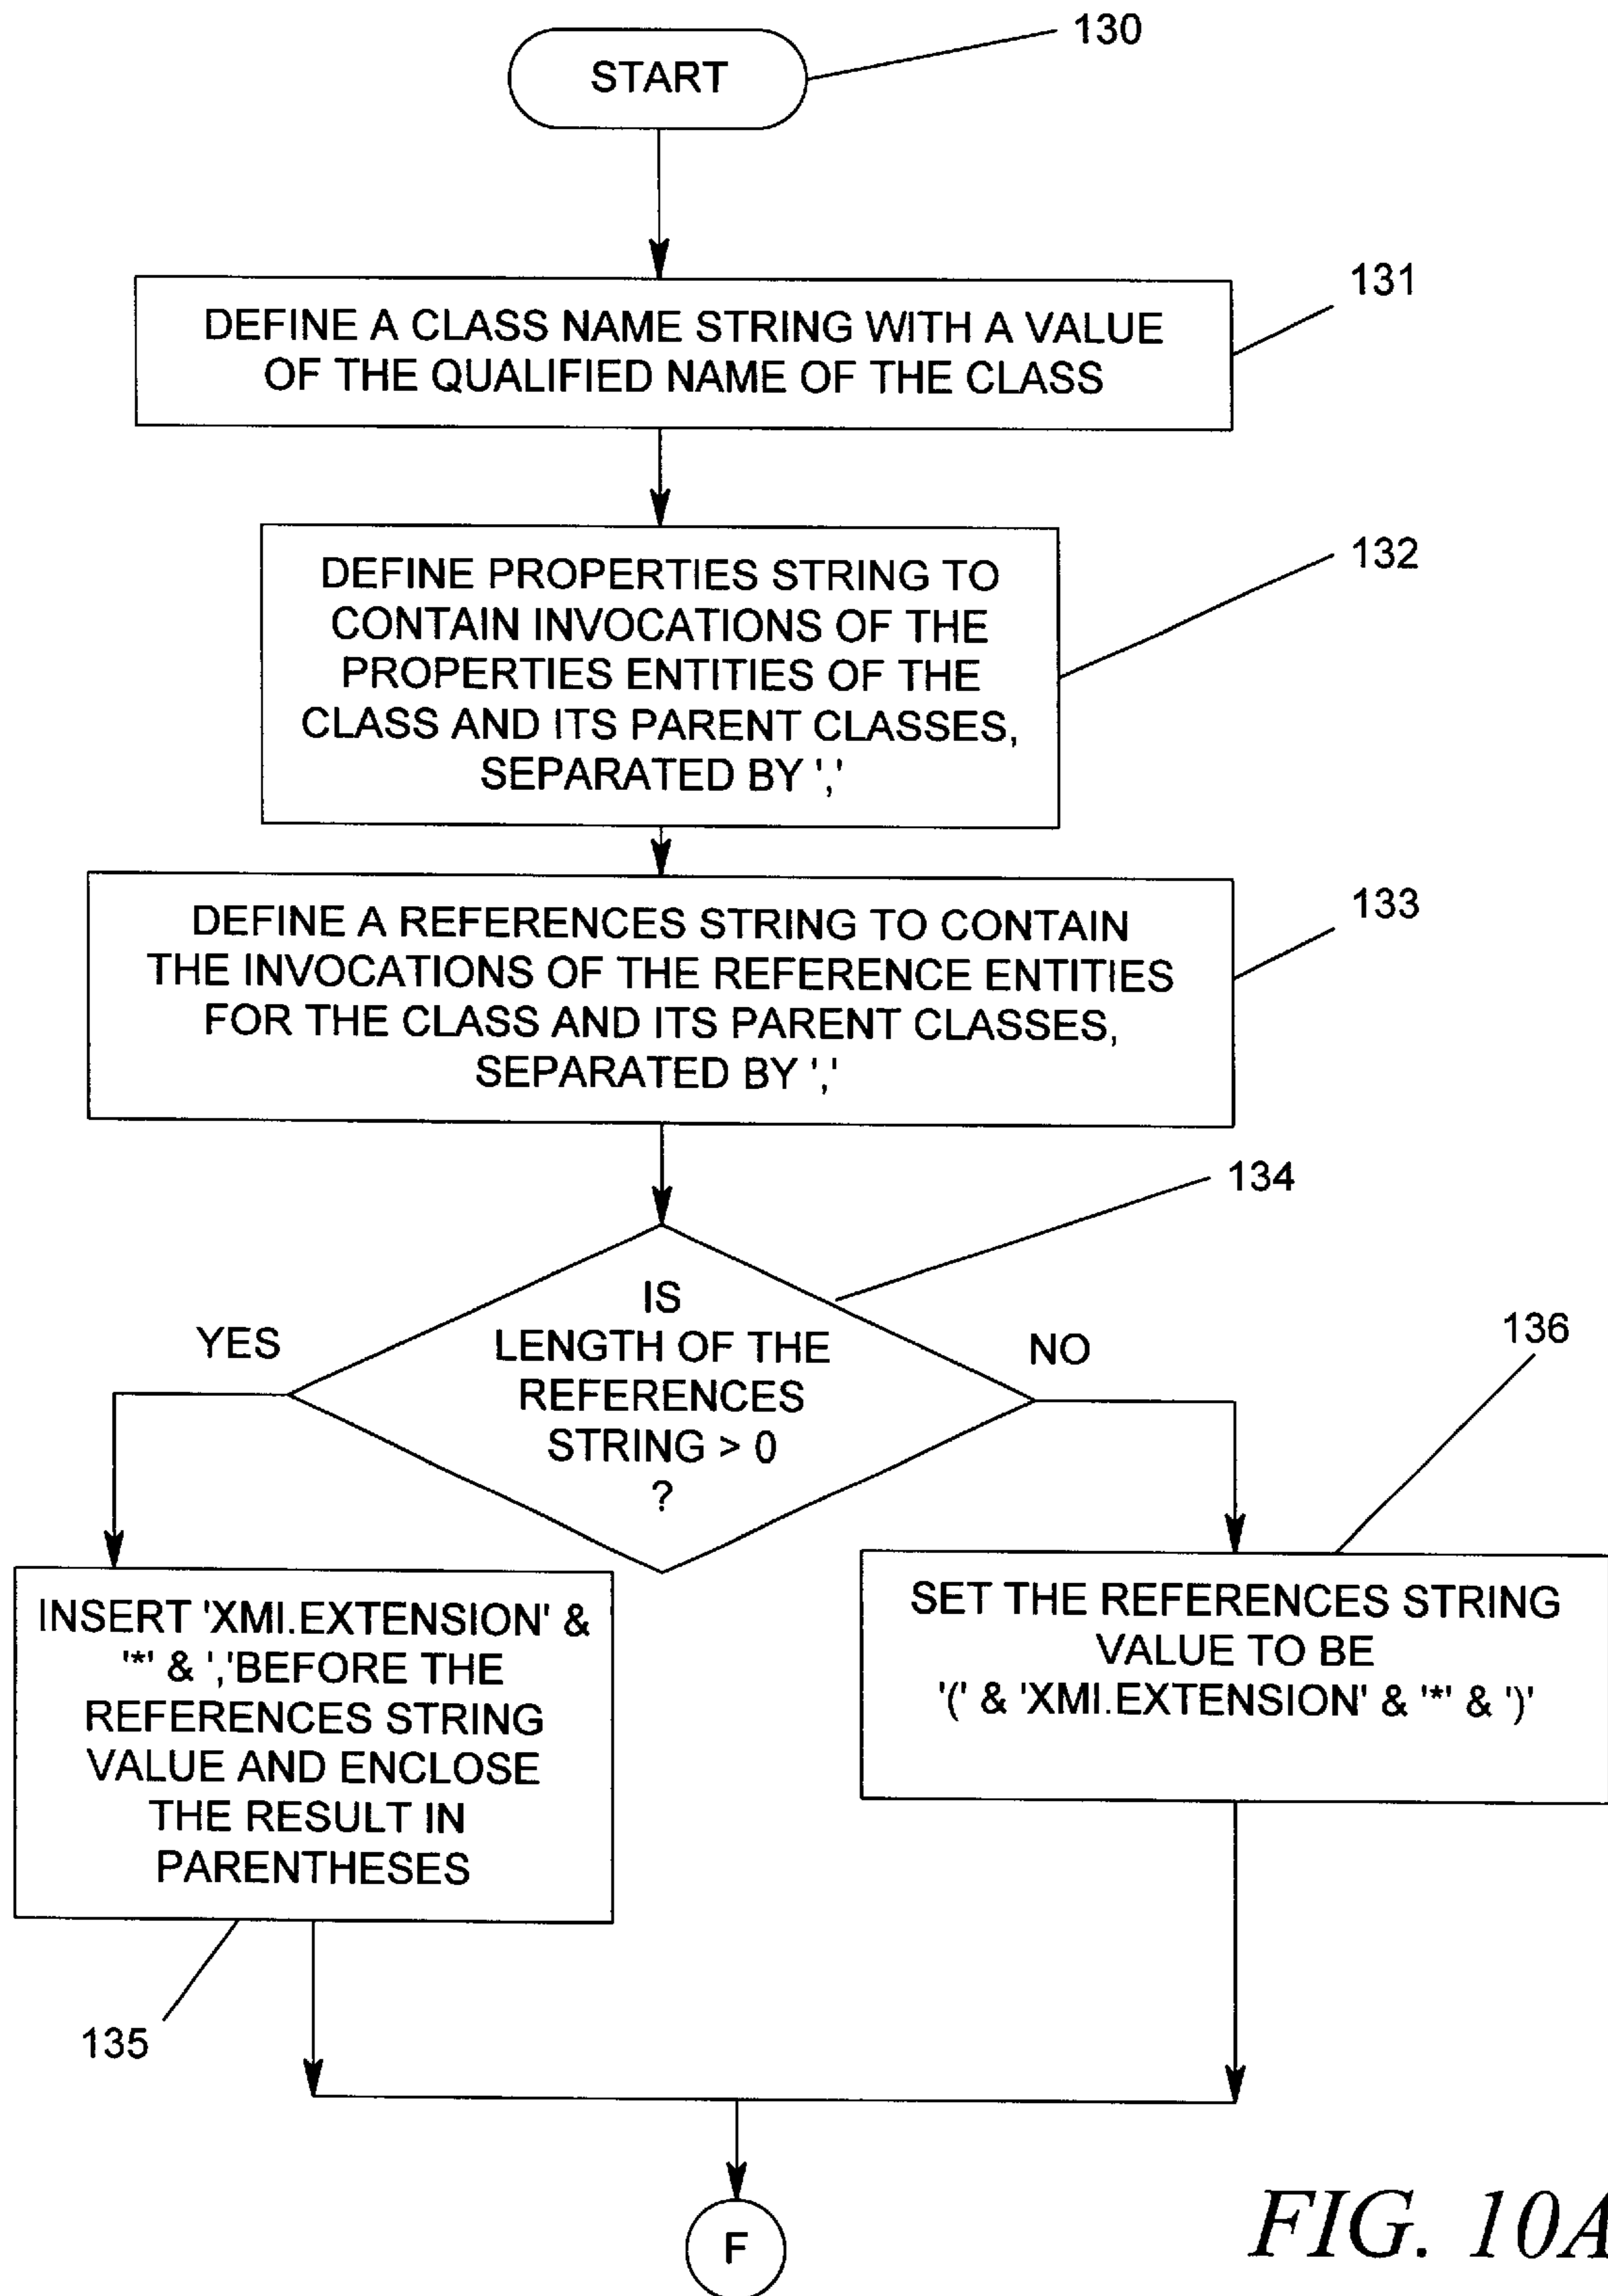 START
130
DEFINE A CLASS NAME STRING WITH A VALUE
OF THE QUALIFIED NAME OF THE CLASS
131
DEFINE PROPERTIES STRING TO
CONTAIN INVOCATIONS OF THE
PROPERTIES ENTITIES OF THE
CLASS AND ITS PARENT CLASSES,
SEPARATED BY ','
132
DEFINE A REFERENCES STRING TO CONTAIN
THE INVOCATIONS OF THE REFERENCE ENTITIES
FOR THE CLASS AND ITS PARENT CLASSES,
SEPARATED BY ','
133
134
IS
LENGTH OF THE
REFERENCES
STRING > 0
?
YES
NO
136
INSERT 'XMI.EXTENSION' &
'*' & ','BEFORE THE
REFERENCES STRING
VALUE AND ENCLOSE
THE RESULT IN
PARENTHESES
135
SET THE REFERENCES STRING
VALUE TO BE
'(' & 'XMI.EXTENSION' & '*' & ')'
F
FIG. 10A